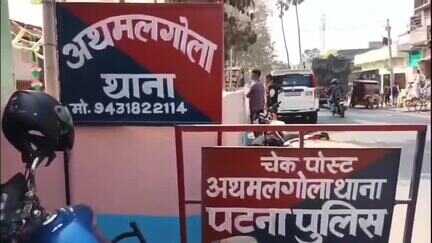 अथमलगोला
थाना
मो. 9431822114
चेक पोस्ट
अथमलगोला थाना
पटना पुलिस